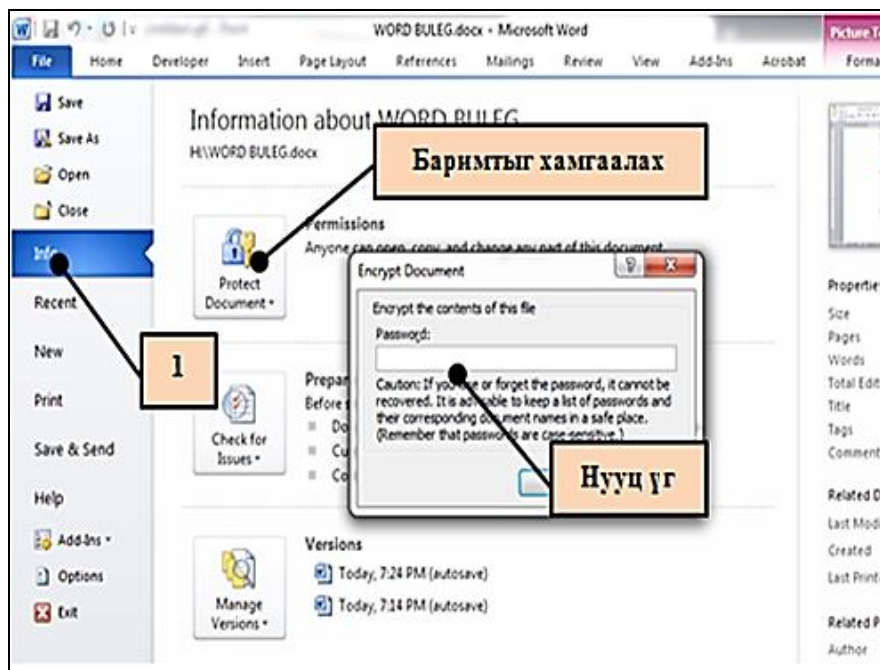 WORD BULEG.docx - Microsoft Word
Picture T
File Home Developer Insert Page Layout References Mailings Review View Add-Ins Acrobat Forma
Save
Save As
Open
Close
Info
Recent
New
Print
Save & Send
Help
Add-Ins
Options
Exit
Information about WORD BULEG
H:\WORD BULEG.docx
Баримтыг хамгаалах
Protect
Document
Permissions
Anyone can open, copy, and change any part of this document.
1
Encrypt Document
Encrypt the contents of this file
Password:
Caution: If you or forget the password, it cannot be
recovered. It is advisable to keep a list of passwords and
their corresponding document names in a safe place.
(Remember that passwords are case-sensitive.)
Нууц үг
Check for
Issues
Prepar
Before s
Do
Cu
Co
Manage
Versions
Versions
Today, 7:24 PM (autosave)
Today, 7:14 PM (autosave)
Propertie
Size
Pages
Words
Total Edit
Title
Tags
Comment
Related D
Last Modi
Created
Last Print
Related P
Author